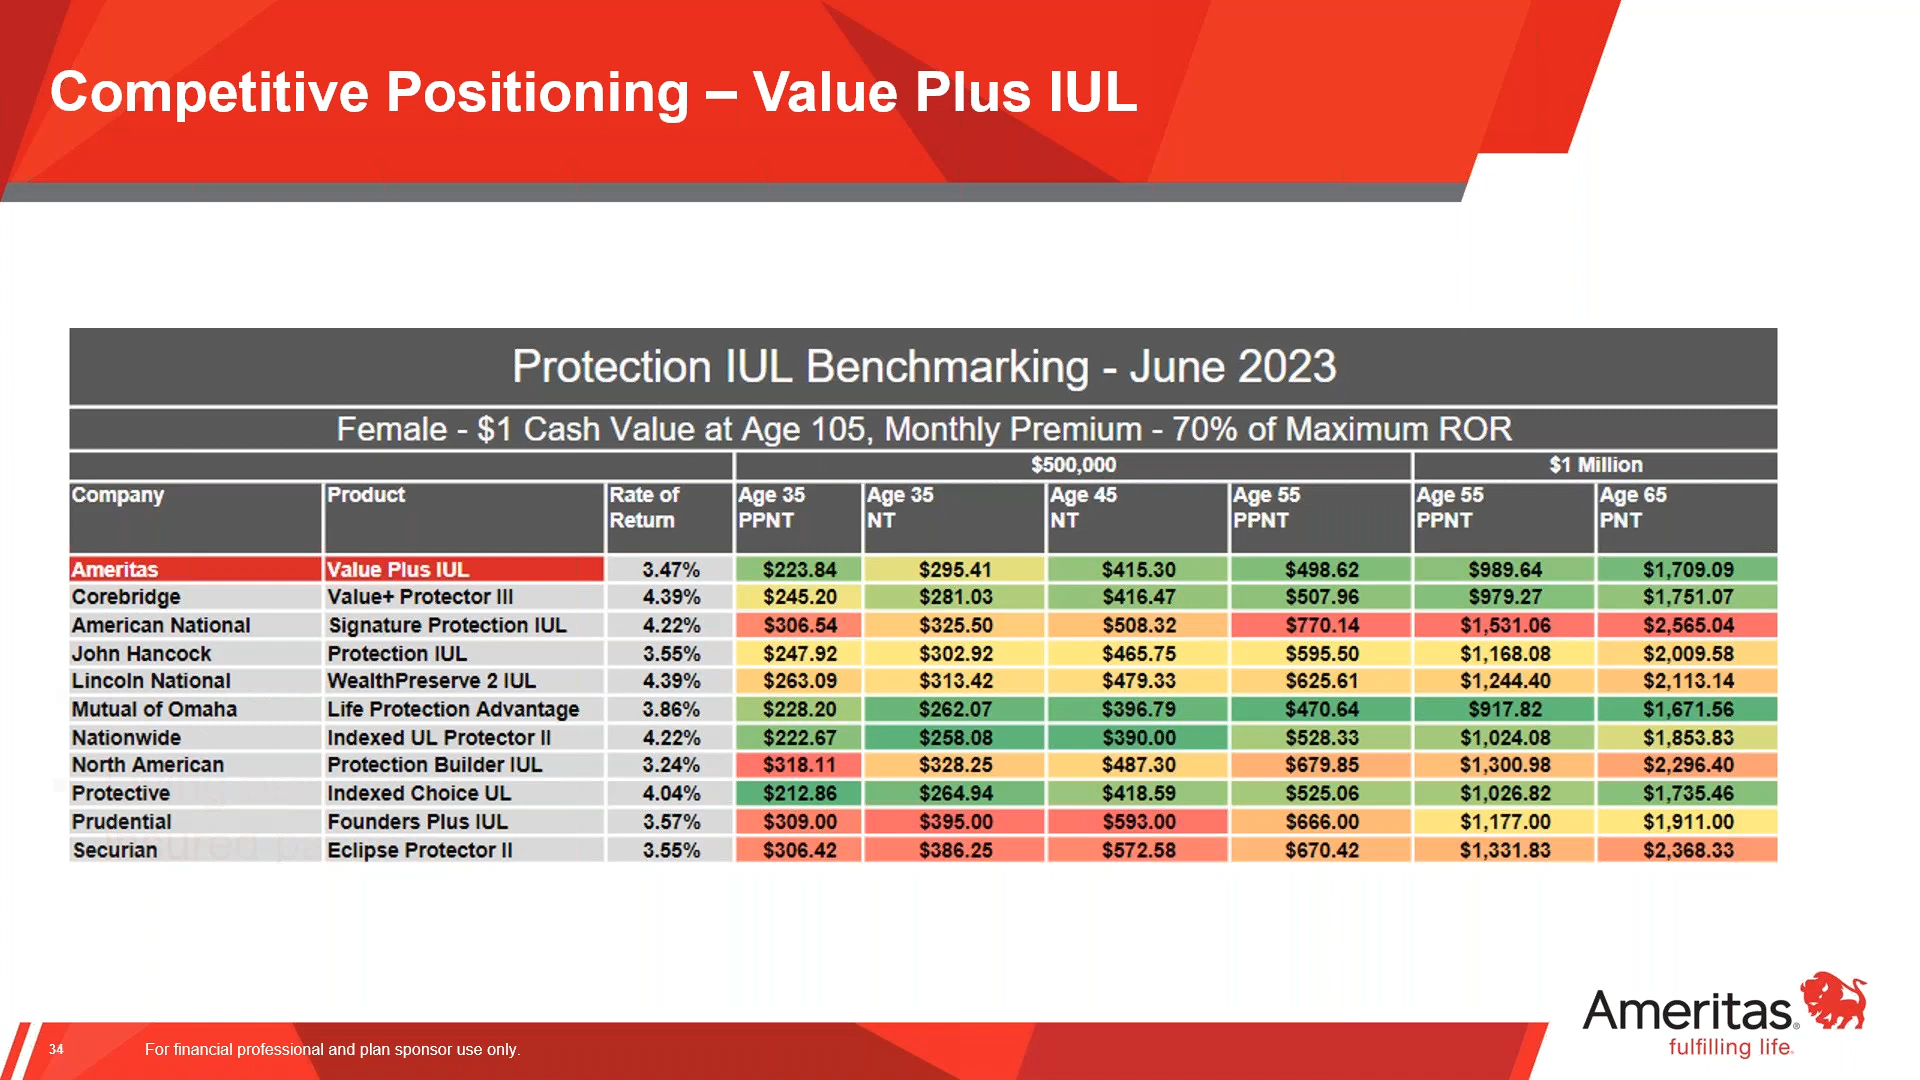 Competitive Positioning – Value Plus IUL
Protection IUL Benchmarking - June 2023
Female - $1 Cash Value at Age 105, Monthly Premium - 70% of Maximum ROR
$500,000 $1 Million
Company Product Rate of Return Age 35 PPNT Age 35 NT Age 45 NT Age 55 PPNT Age 55 PPNT Age 65 PNT
Ameritas Value Plus IUL 3.47% $223.84 $295.41 $415.30 $498.62 $989.64 $1,709.09
Corebridge Value+ Protector III 4.39% $245.20 $281.03 $416.47 $507.96 $979.27 $1,751.07
American National Signature Protection IUL 4.22% $306.54 $325.50 $508.32 $770.14 $1,531.06 $2,565.04
John Hancock Protection IUL 3.55% $247.92 $302.92 $465.75 $595.50 $1,168.08 $2,009.58
Lincoln National WealthPreserve 2 IUL 4.39% $263.09 $313.42 $479.33 $625.61 $1,244.40 $2,113.14
Mutual of Omaha Life Protection Advantage 3.86% $228.20 $262.07 $396.79 $470.64 $917.82 $1,671.56
Nationwide Indexed UL Protector II 4.22% $222.67 $258.08 $390.00 $528.33 $1,024.08 $1,853.83
North American Protection Builder IUL 3.24% $318.11 $328.25 $487.30 $679.85 $1,300.98 $2,296.40
Protective Indexed Choice UL 4.04% $212.86 $264.94 $418.59 $525.06 $1,026.82 $1,735.46
Prudential Founders Plus IUL 3.57% $309.00 $395.00 $593.00 $666.00 $1,177.00 $1,911.00
Securian Eclipse Protector II 3.55% $306.42 $386.25 $572.58 $670.42 $1,331.83 $2,368.33
Ameritas®
fulfilling life.
34 For financial professional and plan sponsor use only.